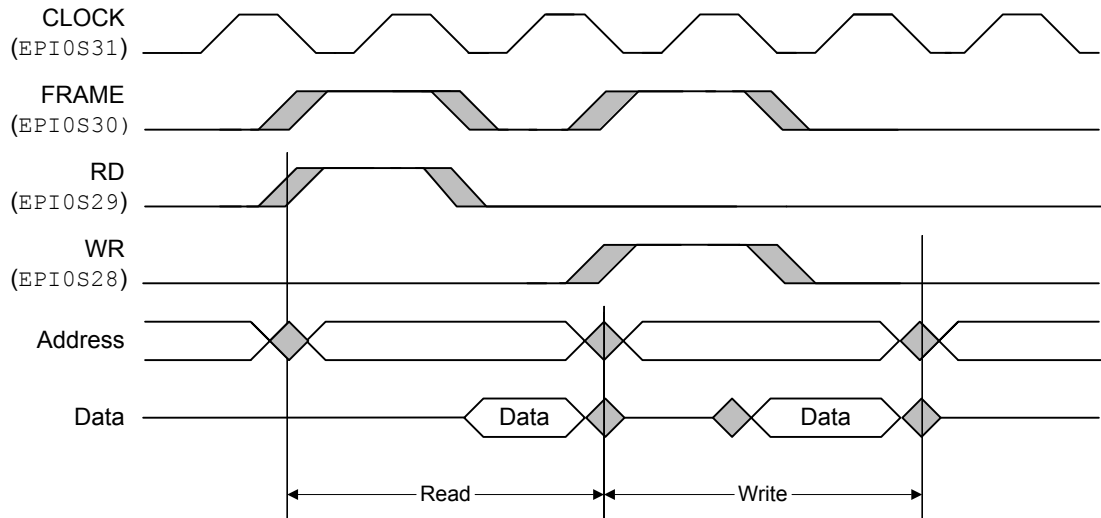 CLOCK
(EPI0S31)
FRAME
(EPI0S30)
RD
(EPI0S29)
WR
(EPI0S28)
Address
Data
Data
Data
Read
Write